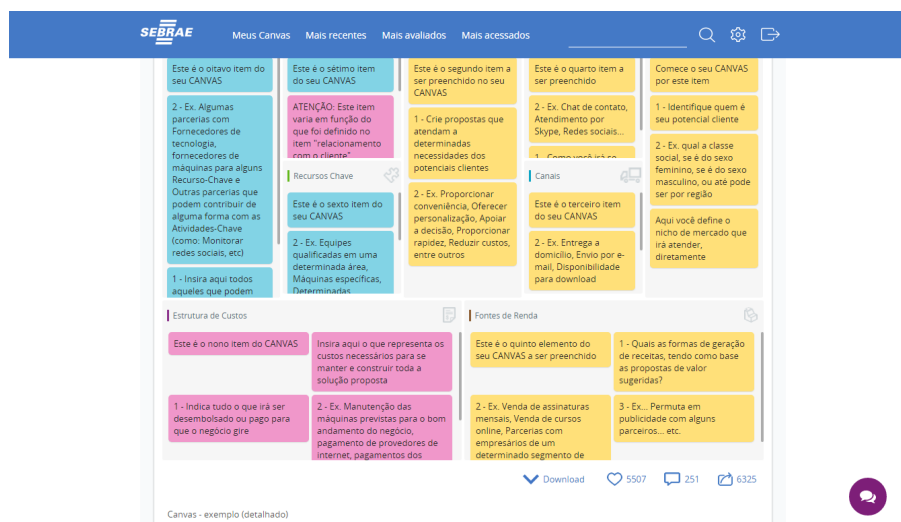 SEBRAE
Meus Canvas Mais recentes Mais avaliados Mais acessados
Este é o oitavo item do
seu CANVAS
2 - Ex. Algumas
parcerias com
Fornecedores de
tecnologia,
fornecedores de
máquinas para alguns
Recurso-Chave e
Outras parcerias que
podem contribuir de
alguma forma com as
Atividades-Chave
(como: Monitorar
redes sociais, etc)
1 - Insira aqui todos
aqueles que podem
Este é o sétimo item
do seu CANVAS
ATENÇÃO: Este item
varia em função do
que foi definido no
item "relacionamento
com o cliente"
Recursos Chave
Este é o sexto item do
seu CANVAS
2 - Ex. Equipes
qualificadas em uma
determinada área,
Máquinas específicas,
Determinadas
Este é o segundo item a
ser preenchido no seu
CANVAS
1 - Crie propostas que
atendam a
determinadas
necessidades dos
potenciais clientes
2 - Ex. Proporcionar
conveniência, Oferecer
personalização, Apoiar
a decisão, Proporcionar
rapidez, Reduzir custos,
entre outros
Este é o quarto item a
ser preenchido
2 - Ex. Chat de contato,
Atendimento por
Skype, Redes sociais...
1 - Como você irá se
Canais
Este é o terceiro item
do seu CANVAS
2 - Ex. Entrega a
domicílio, Envio por e-
mail, Disponibilidade
para download
Comece o seu CANVAS
por este item
1 - Identifique quem é
seu potencial cliente
2 - Ex. qual a classe
social, se é do sexo
feminino, se é do sexo
masculino, ou até pode
ser por região
Aqui você define o
nicho de mercado que
irá atender,
diretamente
Estrutura de Custos
Este é o nono item do CANVAS
Insira aqui o que representa os
custos necessários para se
manter e construir toda a
solução proposta
1 - Indica tudo o que irá ser
desembolsado ou pago para
que o negócio gire
2 - Ex. Manutenção das
máquinas previstas para o bom
andamento do negócio,
pagamento de provedores de
internet, pagamentos dos
Fontes de Renda
Este é o quinto elemento do
seu CANVAS a ser preenchido
1 - Quais as formas de geração
de receitas, tendo como base
as propostas de valor
sugeridas?
2 - Ex. Venda de assinaturas
mensais, Venda de cursos
online, Parcerias com
empresários de um
determinado segmento de
3 - Ex... Permuta em
publicidade com alguns
parceiros... etc.
Download 5507 251 6325
Canvas - exemplo (detalhado)